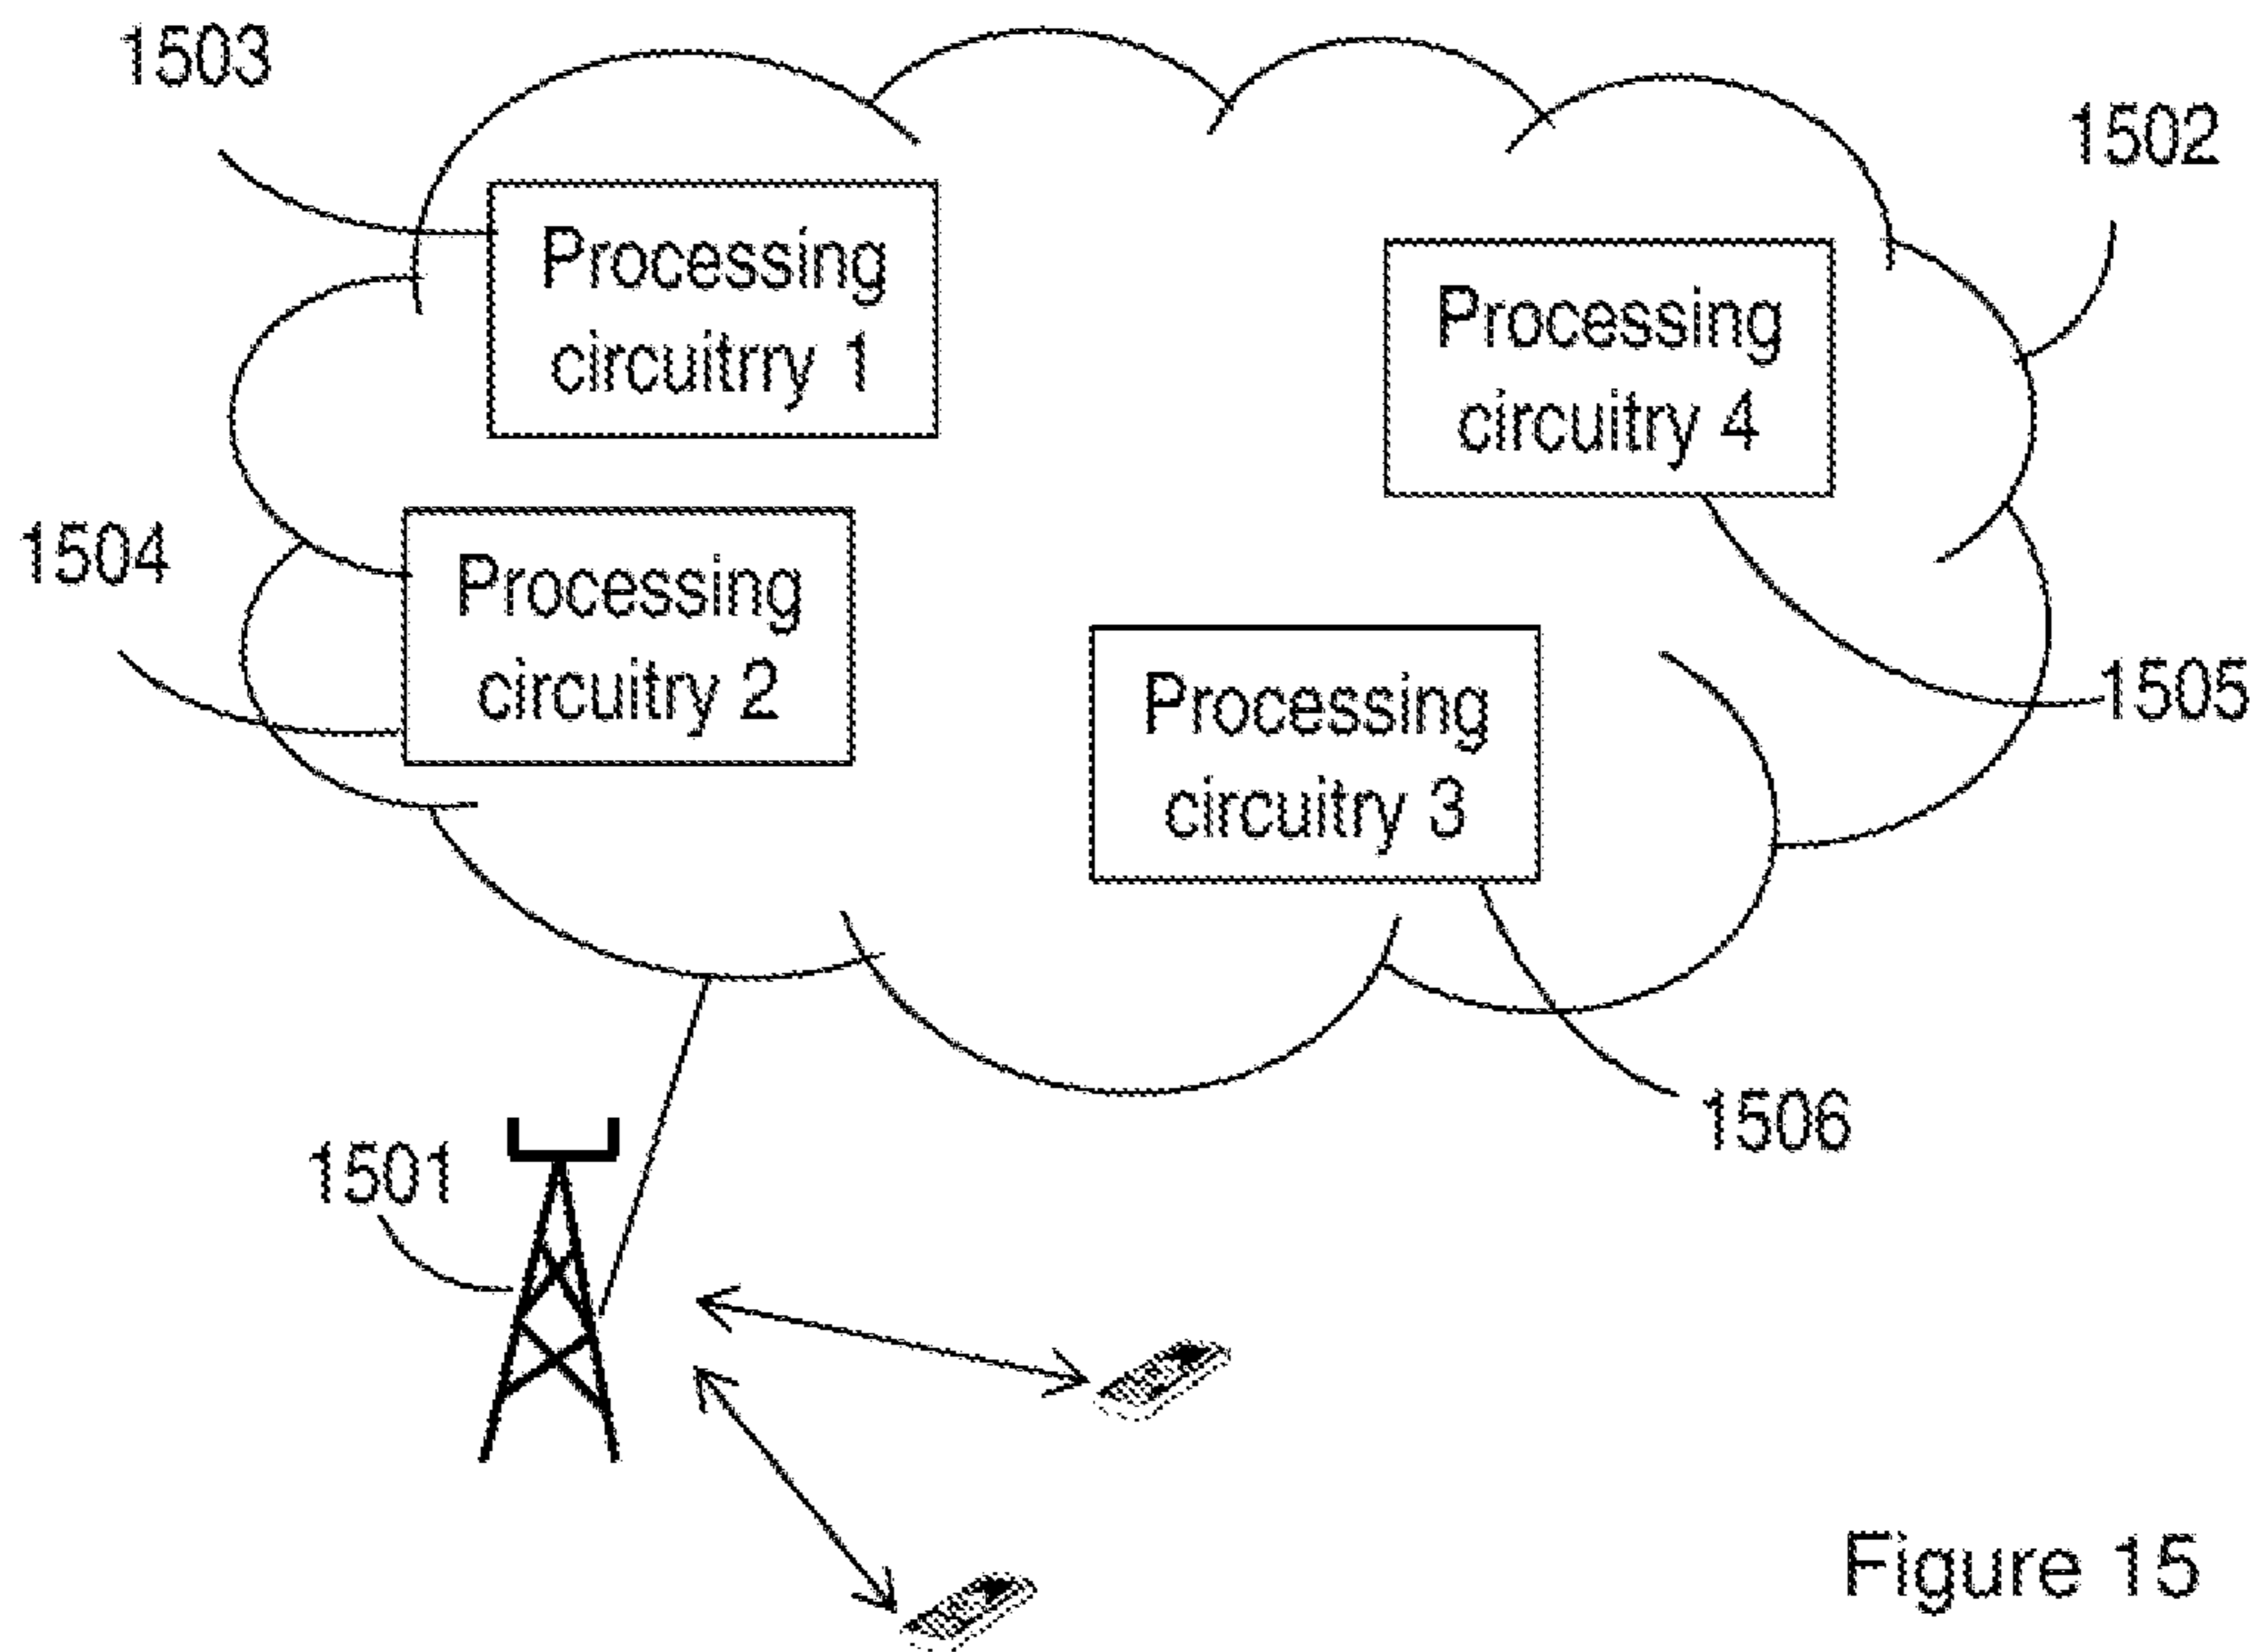 1503
1502
Processing
circuitrry 1
Processing
circuitry 4
1504
Processing
circuitry 2
Processing
circuitry 3
1505
1506
1501
Figure 15